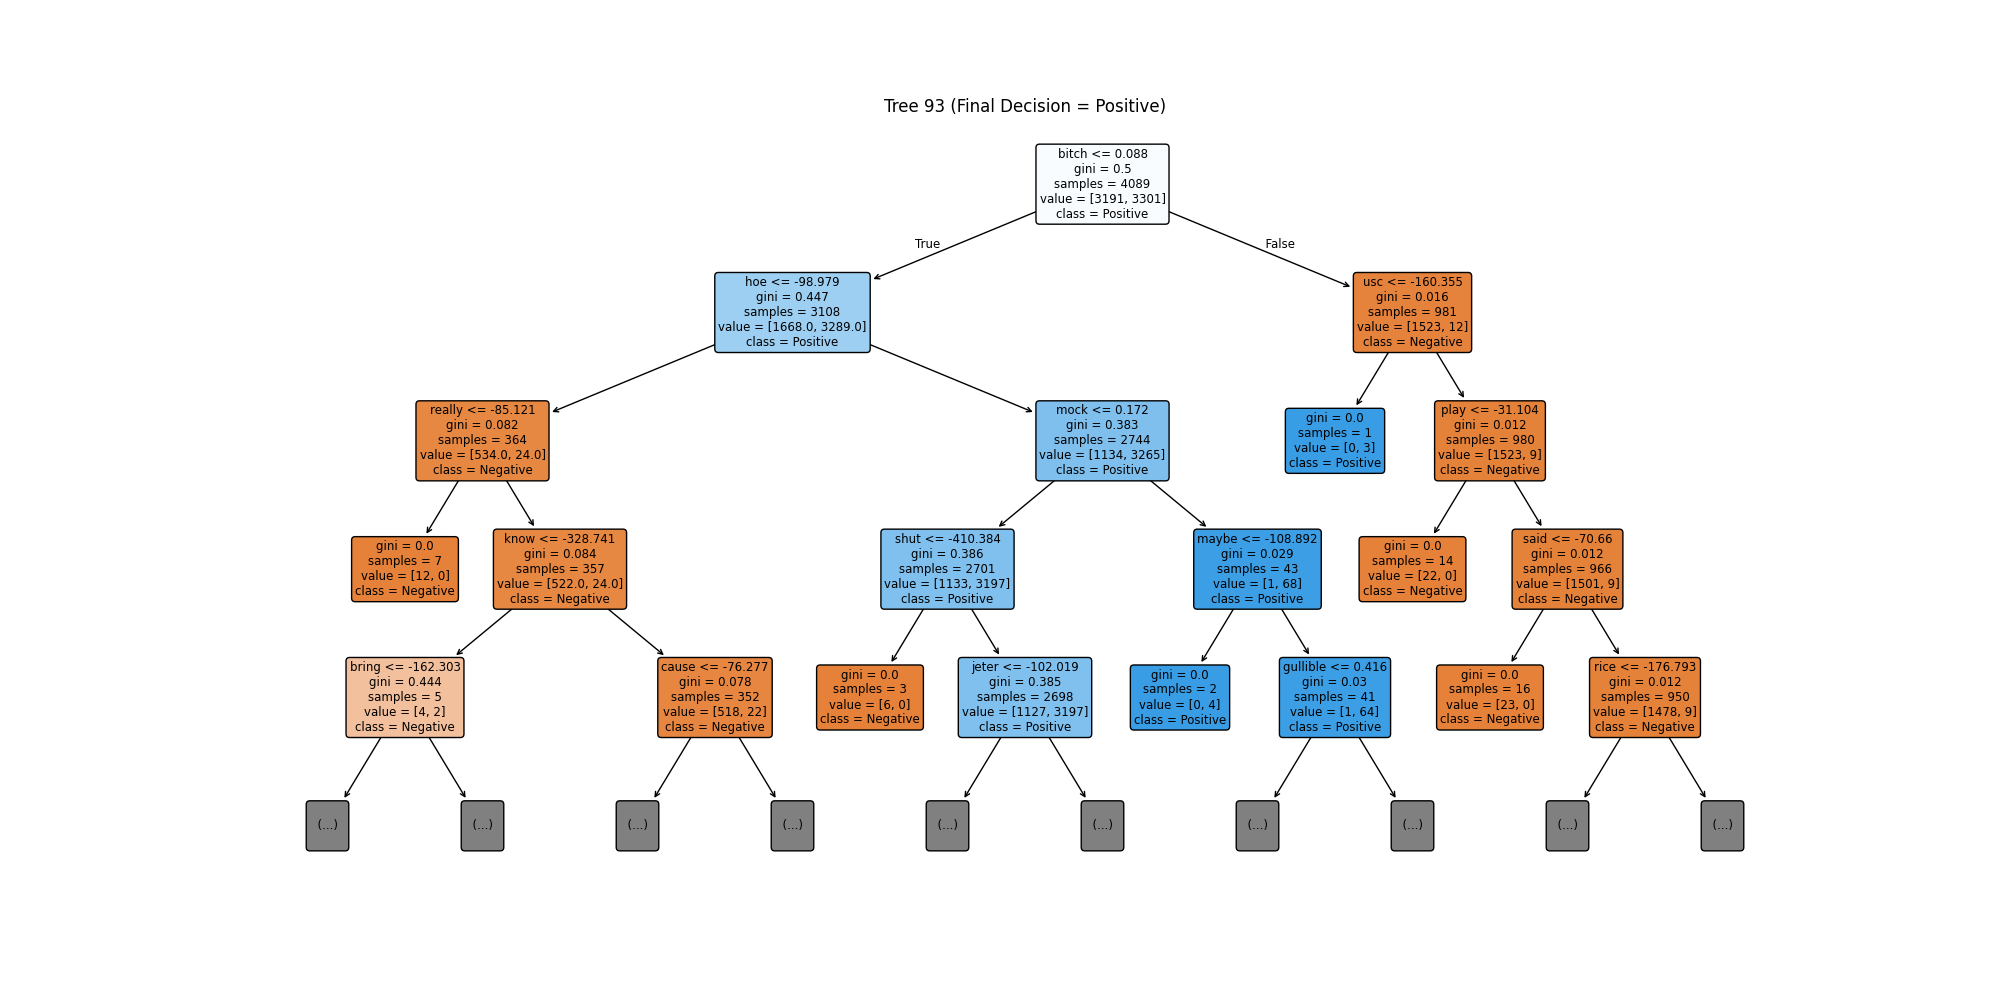 Tree 93 (Final Decision = Positive)
bitch <= 0.088
gini = 0.5
samples = 4089
value = [3191, 3301]
class = Positive
True
False
hoe <= -98.979
gini = 0.447
samples = 3108
value = [1668.0, 3289.0]
class = Positive
usc <= -160.355
gini = 0.016
samples = 981
value = [1523, 12]
class = Negative
really <= -85.121
gini = 0.082
samples = 364
value = [534.0, 24.0]
class = Negative
mock <= 0.172
gini = 0.383
samples = 2744
value = [1134, 3265]
class = Positive
gini = 0.0
samples = 1
value = [0, 3]
class = Positive
play <= -31.104
gini = 0.012
samples = 980
value = [1523, 9]
class = Negative
gini = 0.0
samples = 7
value = [12, 0]
class = Negative
know <= -328.741
gini = 0.084
samples = 357
value = [522.0, 24.0]
class = Negative
shut <= -410.384
gini = 0.386
samples = 2701
value = [1133, 3197]
class = Positive
maybe <= -108.892
gini = 0.029
samples = 43
value = [1, 68]
class = Positive
gini = 0.0
samples = 14
value = [22, 0]
class = Negative
said <= -70.66
gini = 0.012
samples = 966
value = [1501, 9]
class = Negative
bring <= -162.303
gini = 0.444
samples = 5
value = [4, 2]
class = Negative
cause <= -76.277
gini = 0.078
samples = 352
value = [518, 22]
class = Negative
gini = 0.0
samples = 3
value = [6, 0]
class = Negative
jeter <= -102.019
gini = 0.385
samples = 2698
value = [1127, 3197]
class = Positive
gini = 0.0
samples = 2
value = [0, 4]
class = Positive
gullible <= 0.416
gini = 0.03
samples = 41
value = [1, 64]
class = Positive
gini = 0.0
samples = 16
value = [23, 0]
class = Negative
rice <= -176.793
gini = 0.012
samples = 950
value = [1478, 9]
class = Negative
(...)
(...)
(...)
(...)
(...)
(...)
(...)
(...)
(...)
(...)